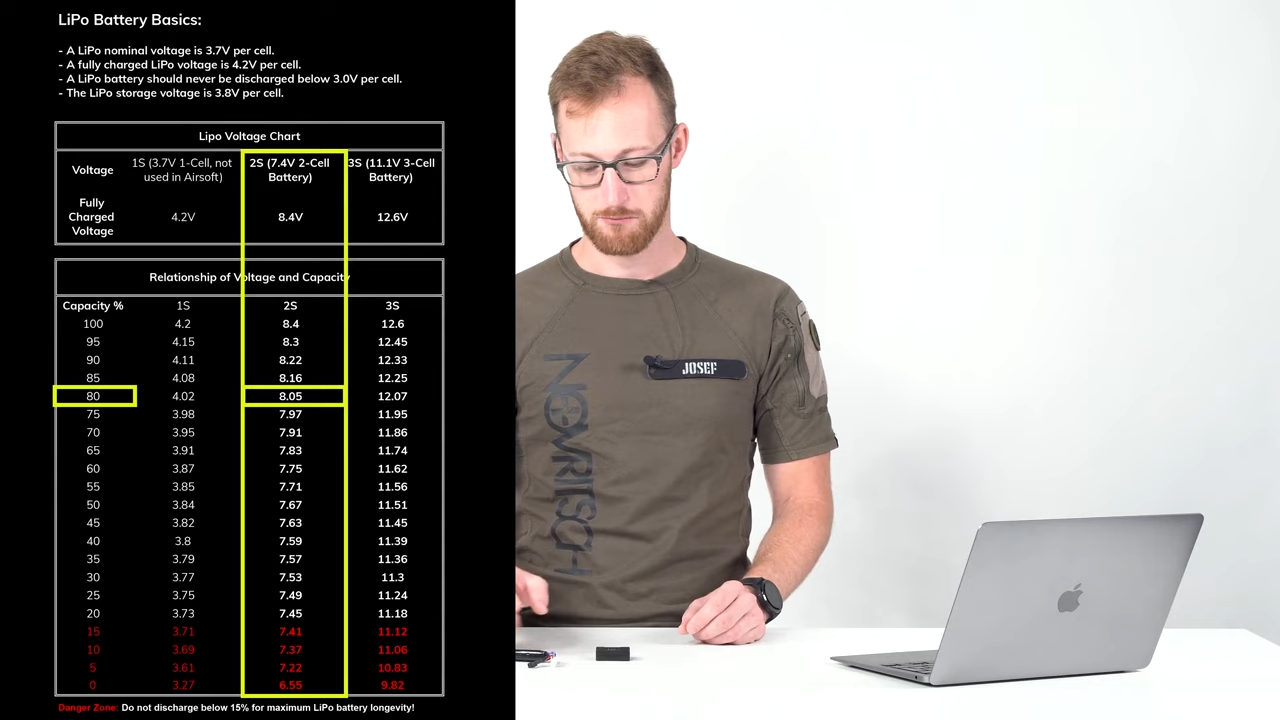 LiPo Battery Basics:
- A LiPo nominal voltage is 3.7V per cell.
- A fully charged LiPo voltage is 4.2V per cell.
- A LiPo battery should never be discharged below 3.0V per cell.
- The LiPo storage voltage is 3.8V per cell.
Lipo Voltage Chart
Voltage 1S (3.7V 1-Cell, not used in Airsoft) 2S (7.4V 2-Cell Battery) 3S (11.1V 3-Cell Battery)
Fully Charged Voltage 4.2V 8.4V 12.6V
Relationship of Voltage and Capacity
Capacity % 1S 2S 3S
100 4.2 8.4 12.6
95 4.15 8.3 12.45
90 4.11 8.22 12.33
85 4.08 8.16 12.25
80 4.02 8.05 12.07
75 3.98 7.97 11.95
70 3.95 7.91 11.86
65 3.91 7.83 11.74
60 3.87 7.75 11.62
55 3.85 7.71 11.56
50 3.84 7.67 11.51
45 3.82 7.63 11.45
40 3.8 7.59 11.39
35 3.79 7.57 11.36
30 3.77 7.53 11.3
25 3.75 7.49 11.24
20 3.73 7.45 11.18
15 3.71 7.41 11.12
10 3.69 7.37 11.06
5 3.61 7.22 10.83
0 3.27 6.55 9.82
Danger Zone: Do not discharge below 15% for maximum LiPo battery longevity!
JOSEF
NOVRITSCH